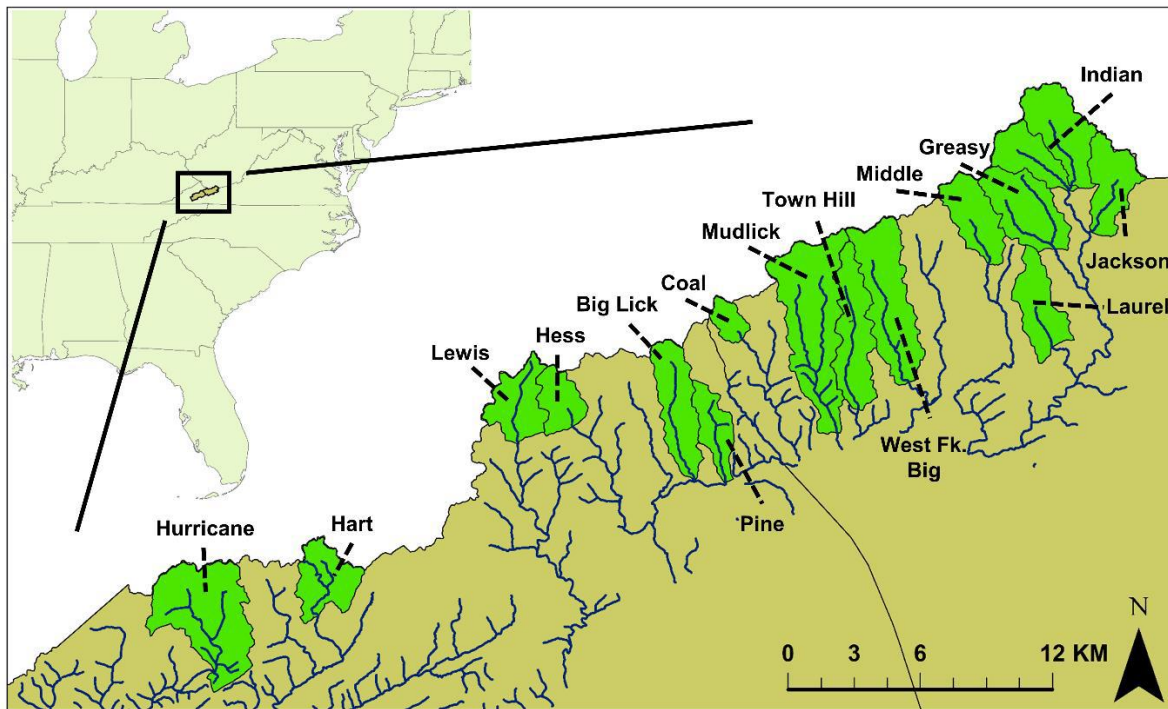 Indian
Greasy
Middle
Town Hill
Mudlick
Jackson
Coal
Big Lick
Laurel
Hess
Lewis
West Fk.
Big
Pine
Hurricane
Hart
N
0 3 6 12 KM